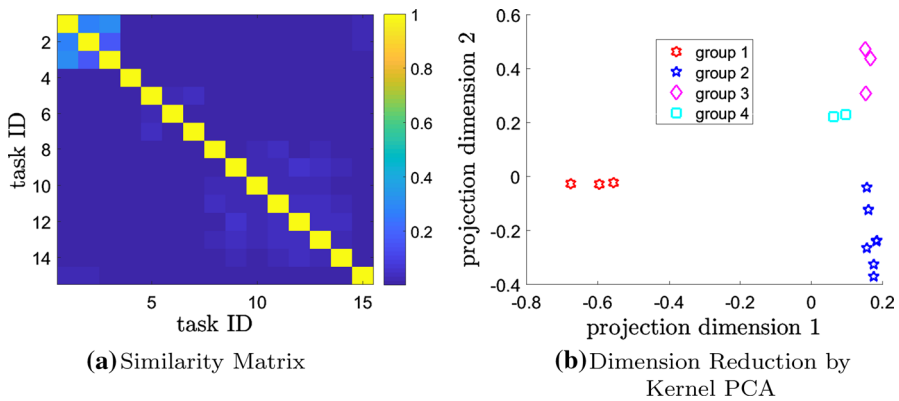 1
0.8
0.6
0.4
0.2
2
4
6
8
10
12
14
task ID
5
10
15
task ID
(a) Similarity Matrix
0.6
0.4
0.2
0
-0.2
-0.4
projection dimension 2
group 1
group 2
group 3
group 4
-0.8
-0.6
-0.4
-0.2
0
0.2
projection dimension 1
(b) Dimension Reduction by
Kernel PCA